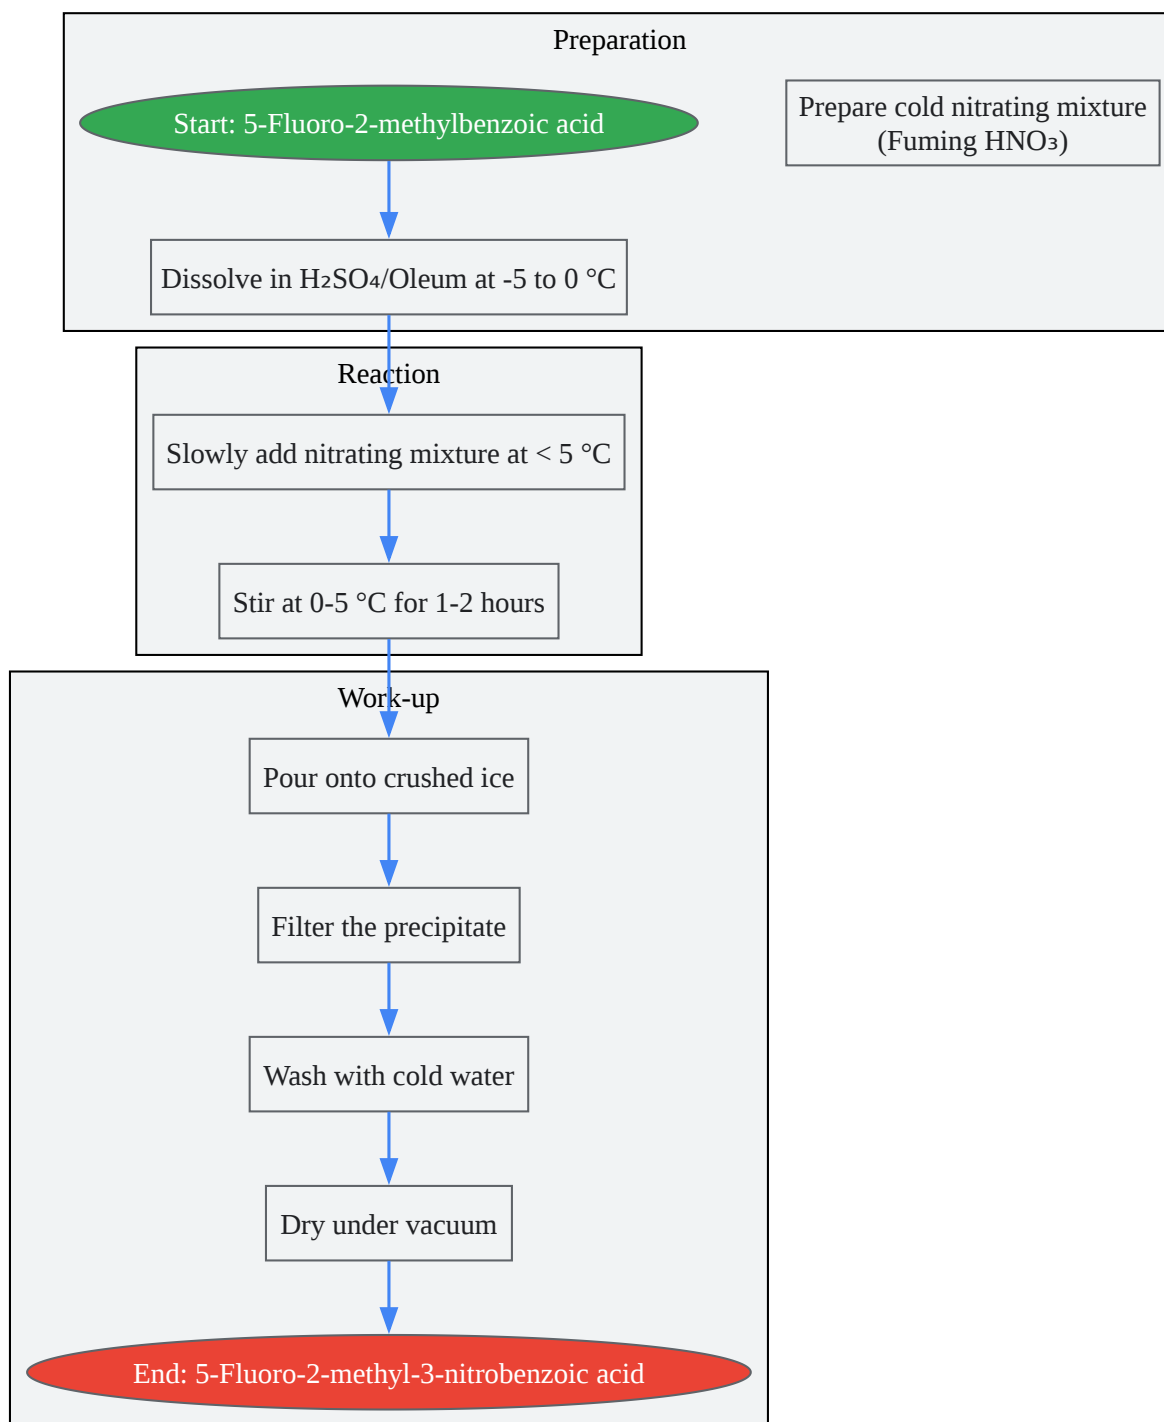 Preparation
Start: 5-Fluoro-2-methylbenzoic acid
Prepare cold nitrating mixture
(Fuming HNO₃)
Dissolve in H₂SO₄/Oleum at -5 to 0 °C
Reaction
Slowly add nitrating mixture at < 5 °C
Stir at 0-5 °C for 1-2 hours
Work-up
Pour onto crushed ice
Filter the precipitate
Wash with cold water
Dry under vacuum
End: 5-Fluoro-2-methyl-3-nitrobenzoic acid